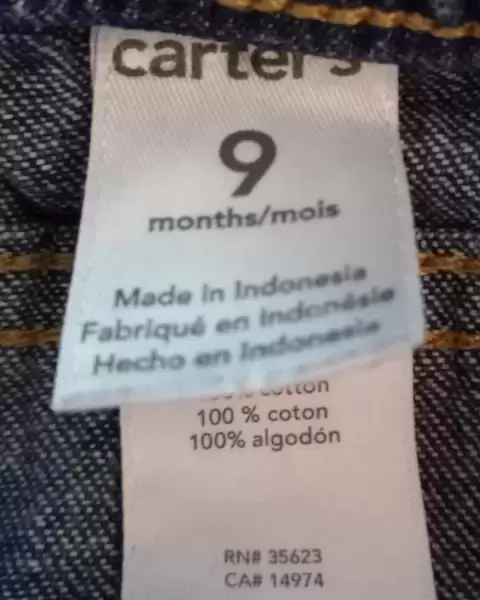 carter's
9
months/mois
Made in Indonesia
Fabriqué en Indonésie
Hecho en Indonesia
100% cotton
100 % coton
100% algodón
RN# 35623
CA# 14974